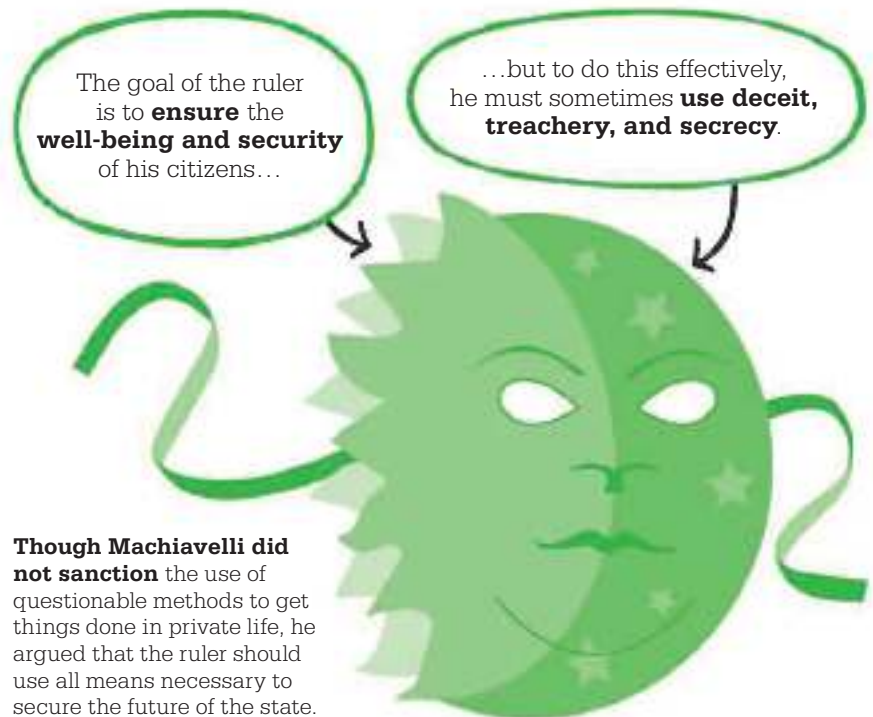 The goal of the ruler
is to ensure the
well-being and security
of his citizens…
…but to do this effectively,
he must sometimes use deceit,
treachery, and secrecy.
Though Machiavelli did
not sanction the use of
questionable methods to get
things done in private life, he
argued that the ruler should
use all means necessary to
secure the future of the state.